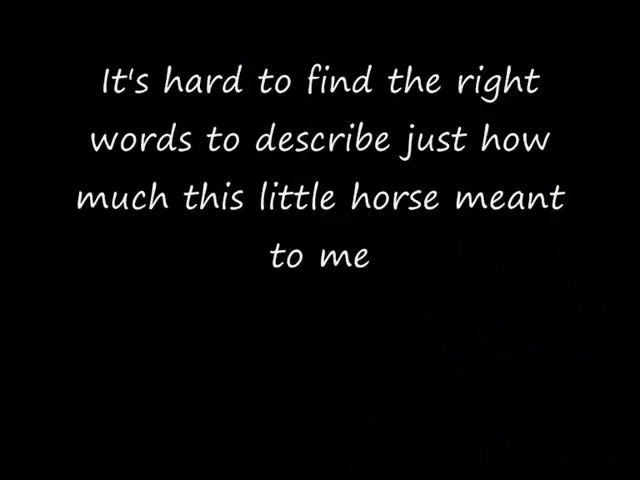 It's hard to find the right
words to describe just how
much this little horse meant
to me